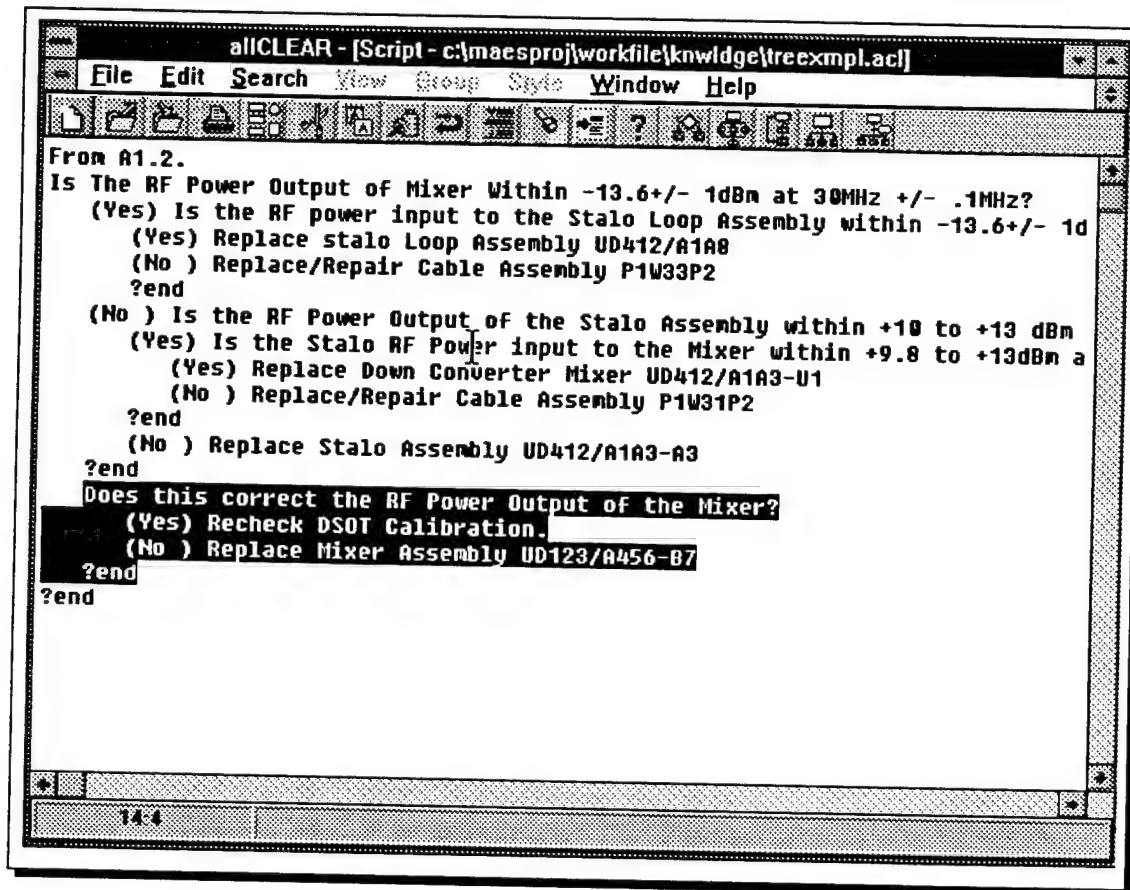 allCLEAR - [Script - c:\maesproj\workfile\knwldge\treexmpl.acl]
File Edit Search View Group Style Window Help
From A1.2.
Is The RF Power Output of Mixer Within -13.6+/- 1dBm at 30MHz +/- .1MHz?
(Yes) Is the RF power input to the Stalo Loop Assembly within -13.6+/- 1d
(Yes) Replace stalo Loop Assembly UD412/A1A8
(No ) Replace/Repair Cable Assembly P1W33P2
?end
(No ) Is the RF Power Output of the Stalo Assembly within +10 to +13 dBm
(Yes) Is the Stalo RF Power input to the Mixer within +9.8 to +13dBm a
(Yes) Replace Down Converter Mixer UD412/A1A3-U1
(No ) Replace/Repair Cable Assembly P1W31P2
?end
(No ) Replace Stalo Assembly UD412/A1A3-A3
?end
Does this correct the RF Power Output of the Mixer?
(Yes) Recheck DSOT Calibration.
(No ) Replace Mixer Assembly UD123/A456-B7
?end
?end
14:4